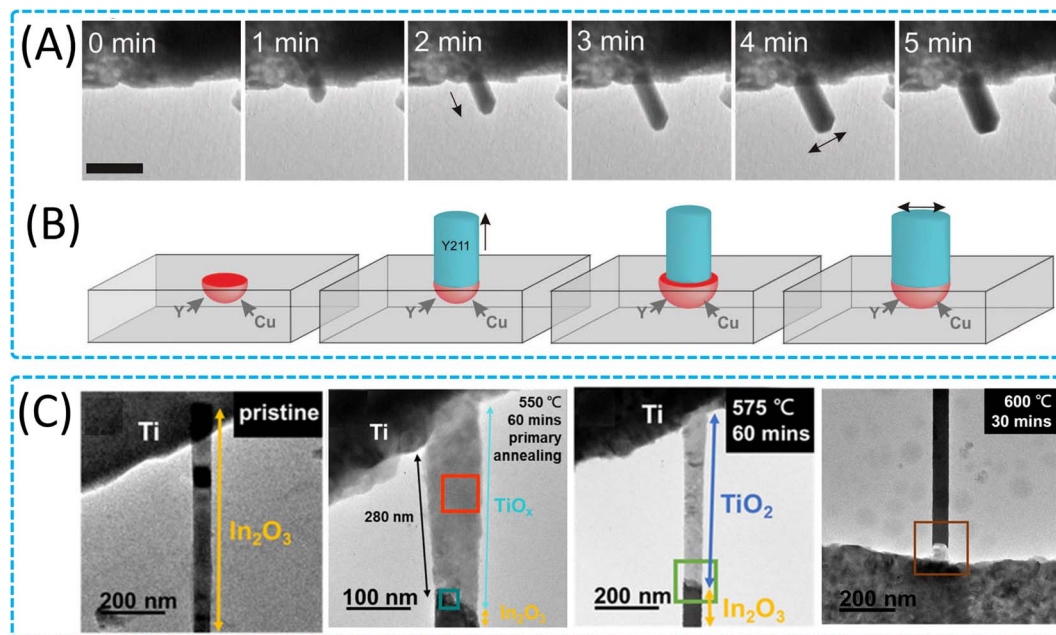 (A)
0 min
1 min
2 min
3 min
4 min
5 min
(B)
Y
Cu
Y211
Y
Cu
Y
Cu
Y
Cu
(C)
Ti
pristine
In₂O₃
200 nm
Ti
550 ℃
60 mins
primary
annealing
280 nm
TiOₓ
100 nm
In₂O₃
Ti
575 ℃
60 mins
TiO₂
200 nm
In₂O₃
600 ℃
30 mins
200 nm